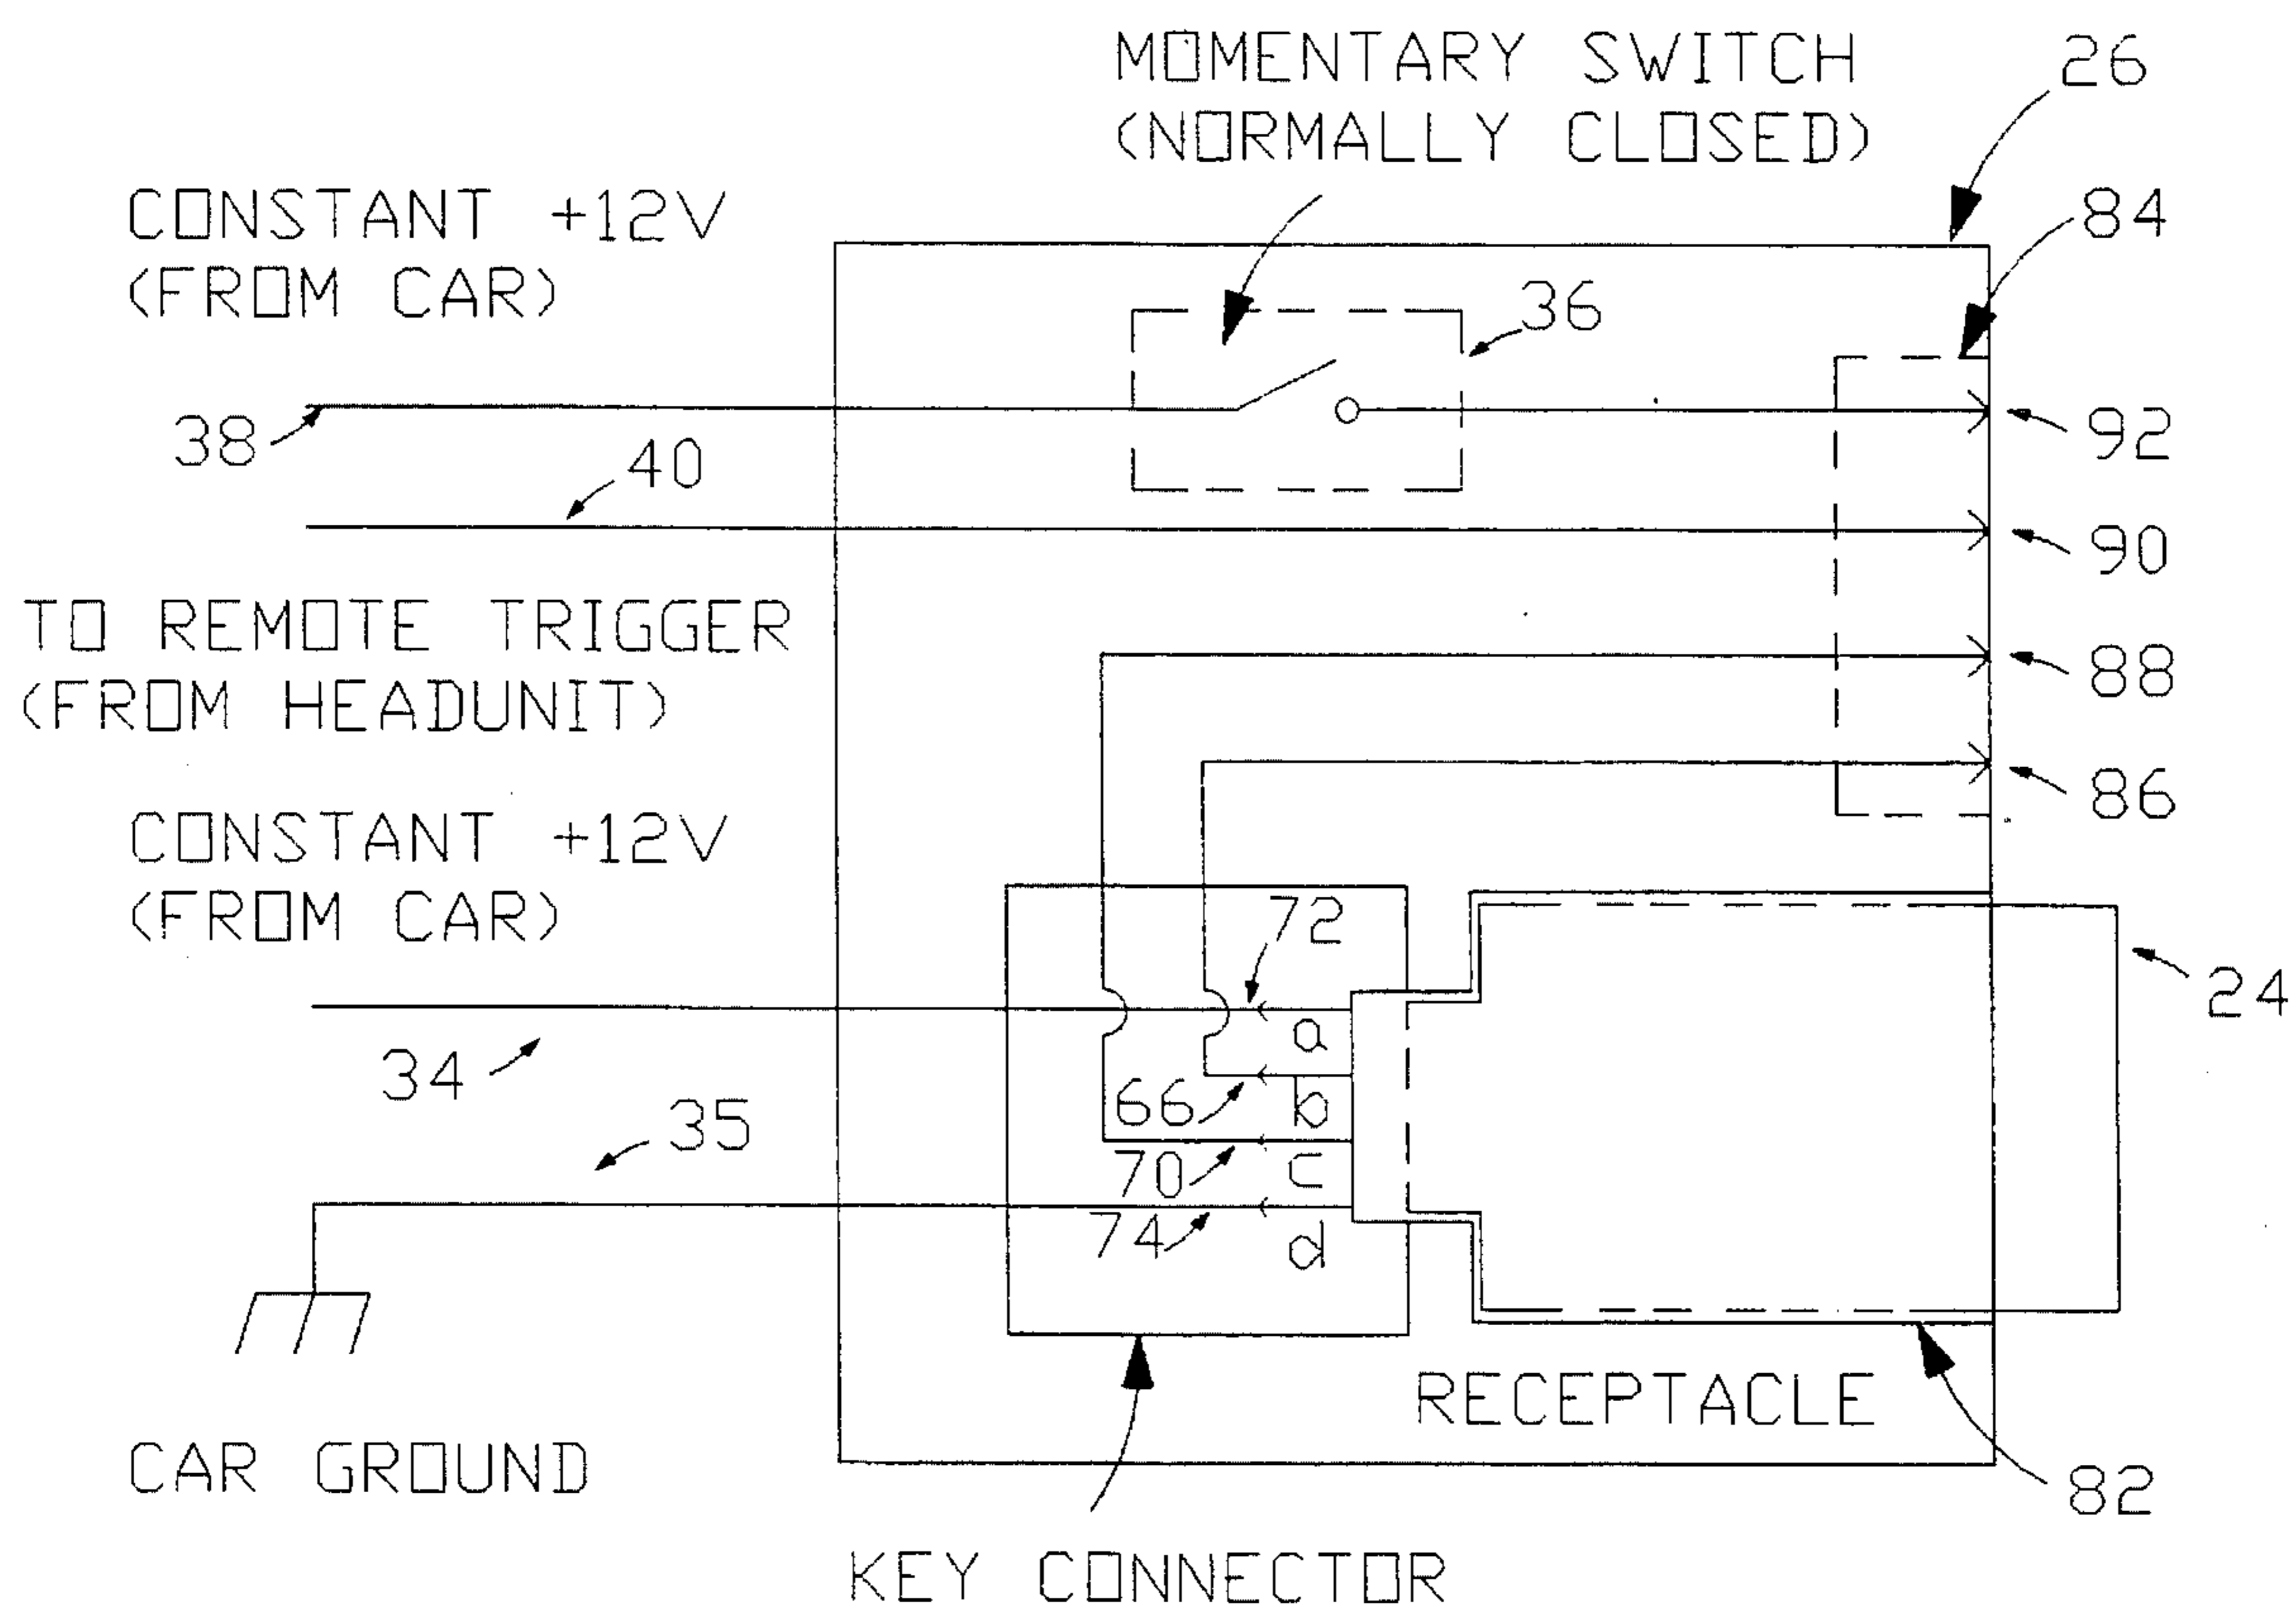 MOMENTARY SWITCH
(NORMALLY CLOSED)
26
CONSTANT +12V
(FROM CAR)
84
36
38
40
92
90
TO REMOTE TRIGGER
(FROM HEADUNIT)
88
86
CONSTANT +12V
(FROM CAR)
72
24
a
34
66
b
35
70
c
74
d
RECEPTACLE
CAR GROUND
82
KEY CONNECTOR